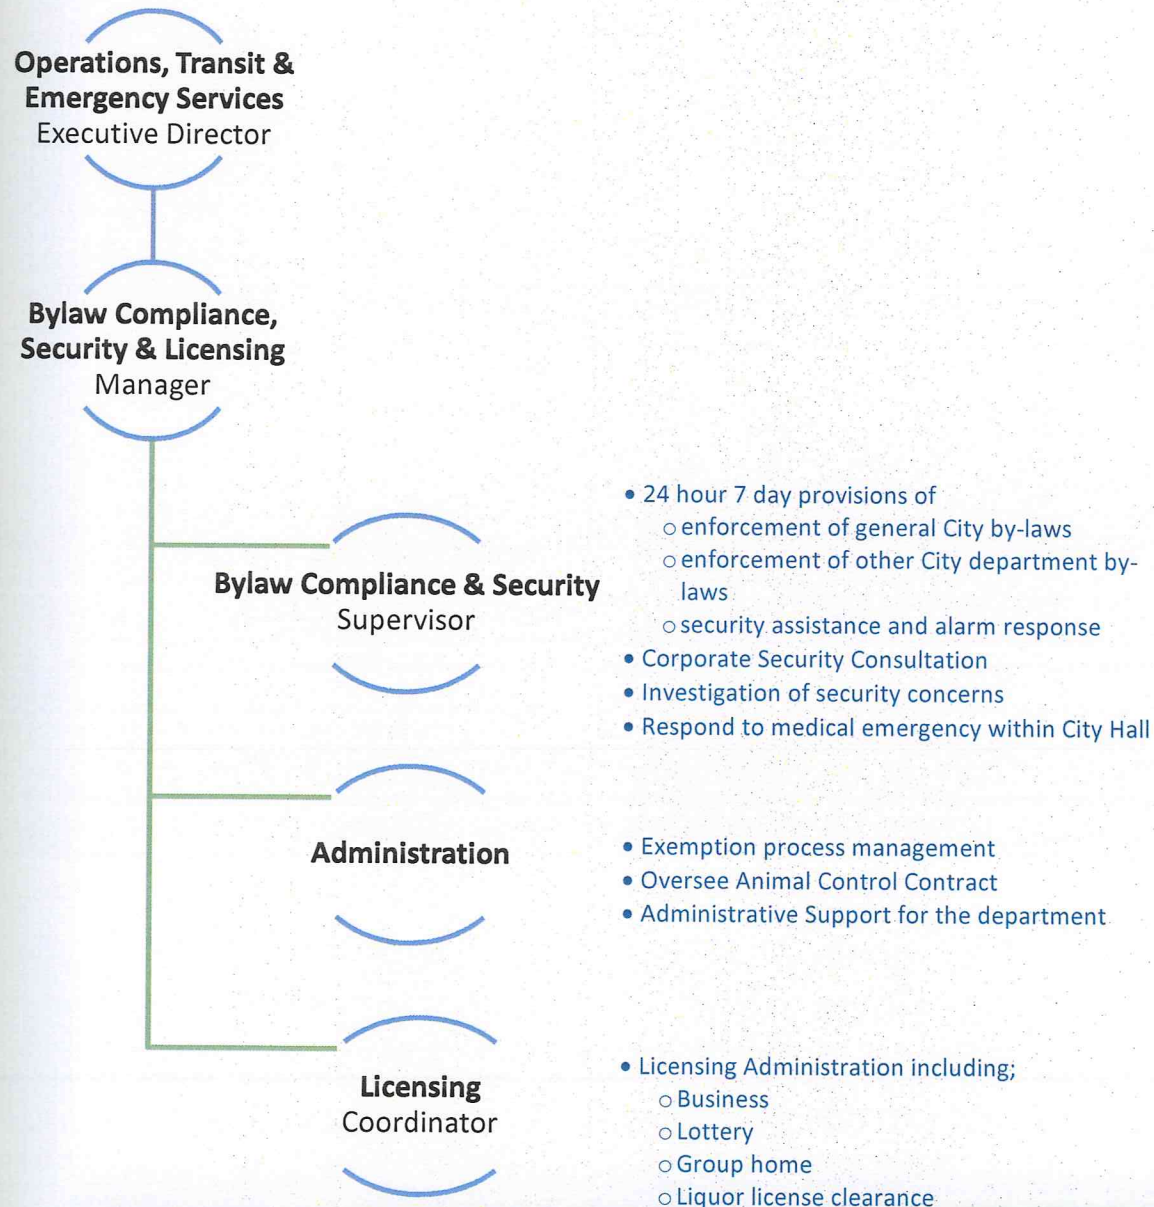 Operations, Transit &
Emergency Services
Executive Director
Bylaw Compliance,
Security & Licensing
Manager
Bylaw Compliance & Security
Supervisor
• 24 hour 7 day provisions of
o enforcement of general City by-laws
o enforcement of other City department by-
laws
o security assistance and alarm response
• Corporate Security Consultation
• Investigation of security concerns
• Respond to medical emergency within City Hall
Administration
• Exemption process management
• Oversee Animal Control Contract
• Administrative Support for the department
Licensing
Coordinator
• Licensing Administration including;
o Business
o Lottery
o Group home
o Liquor license clearance